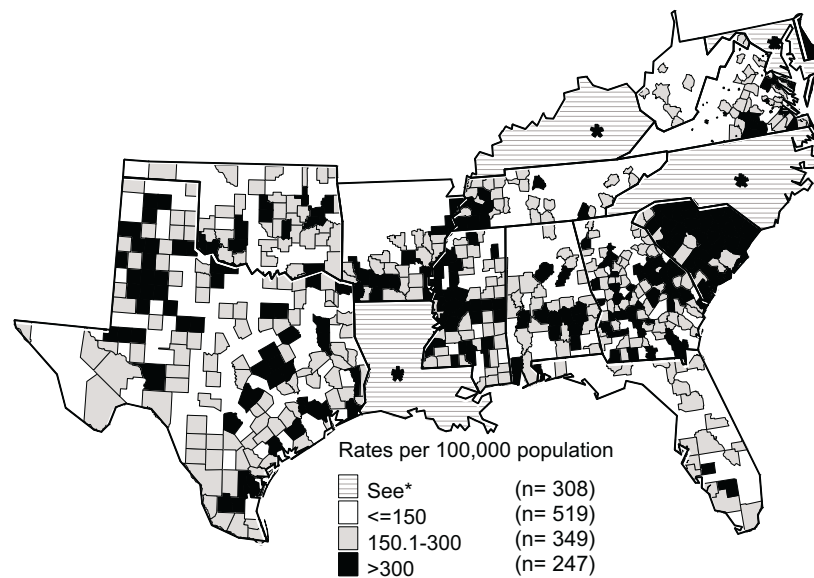 *
*
*
*
Rates per 100,000 population
See* (n= 308)
<=150 (n= 519)
150.1-300 (n= 349)
>300 (n= 247)